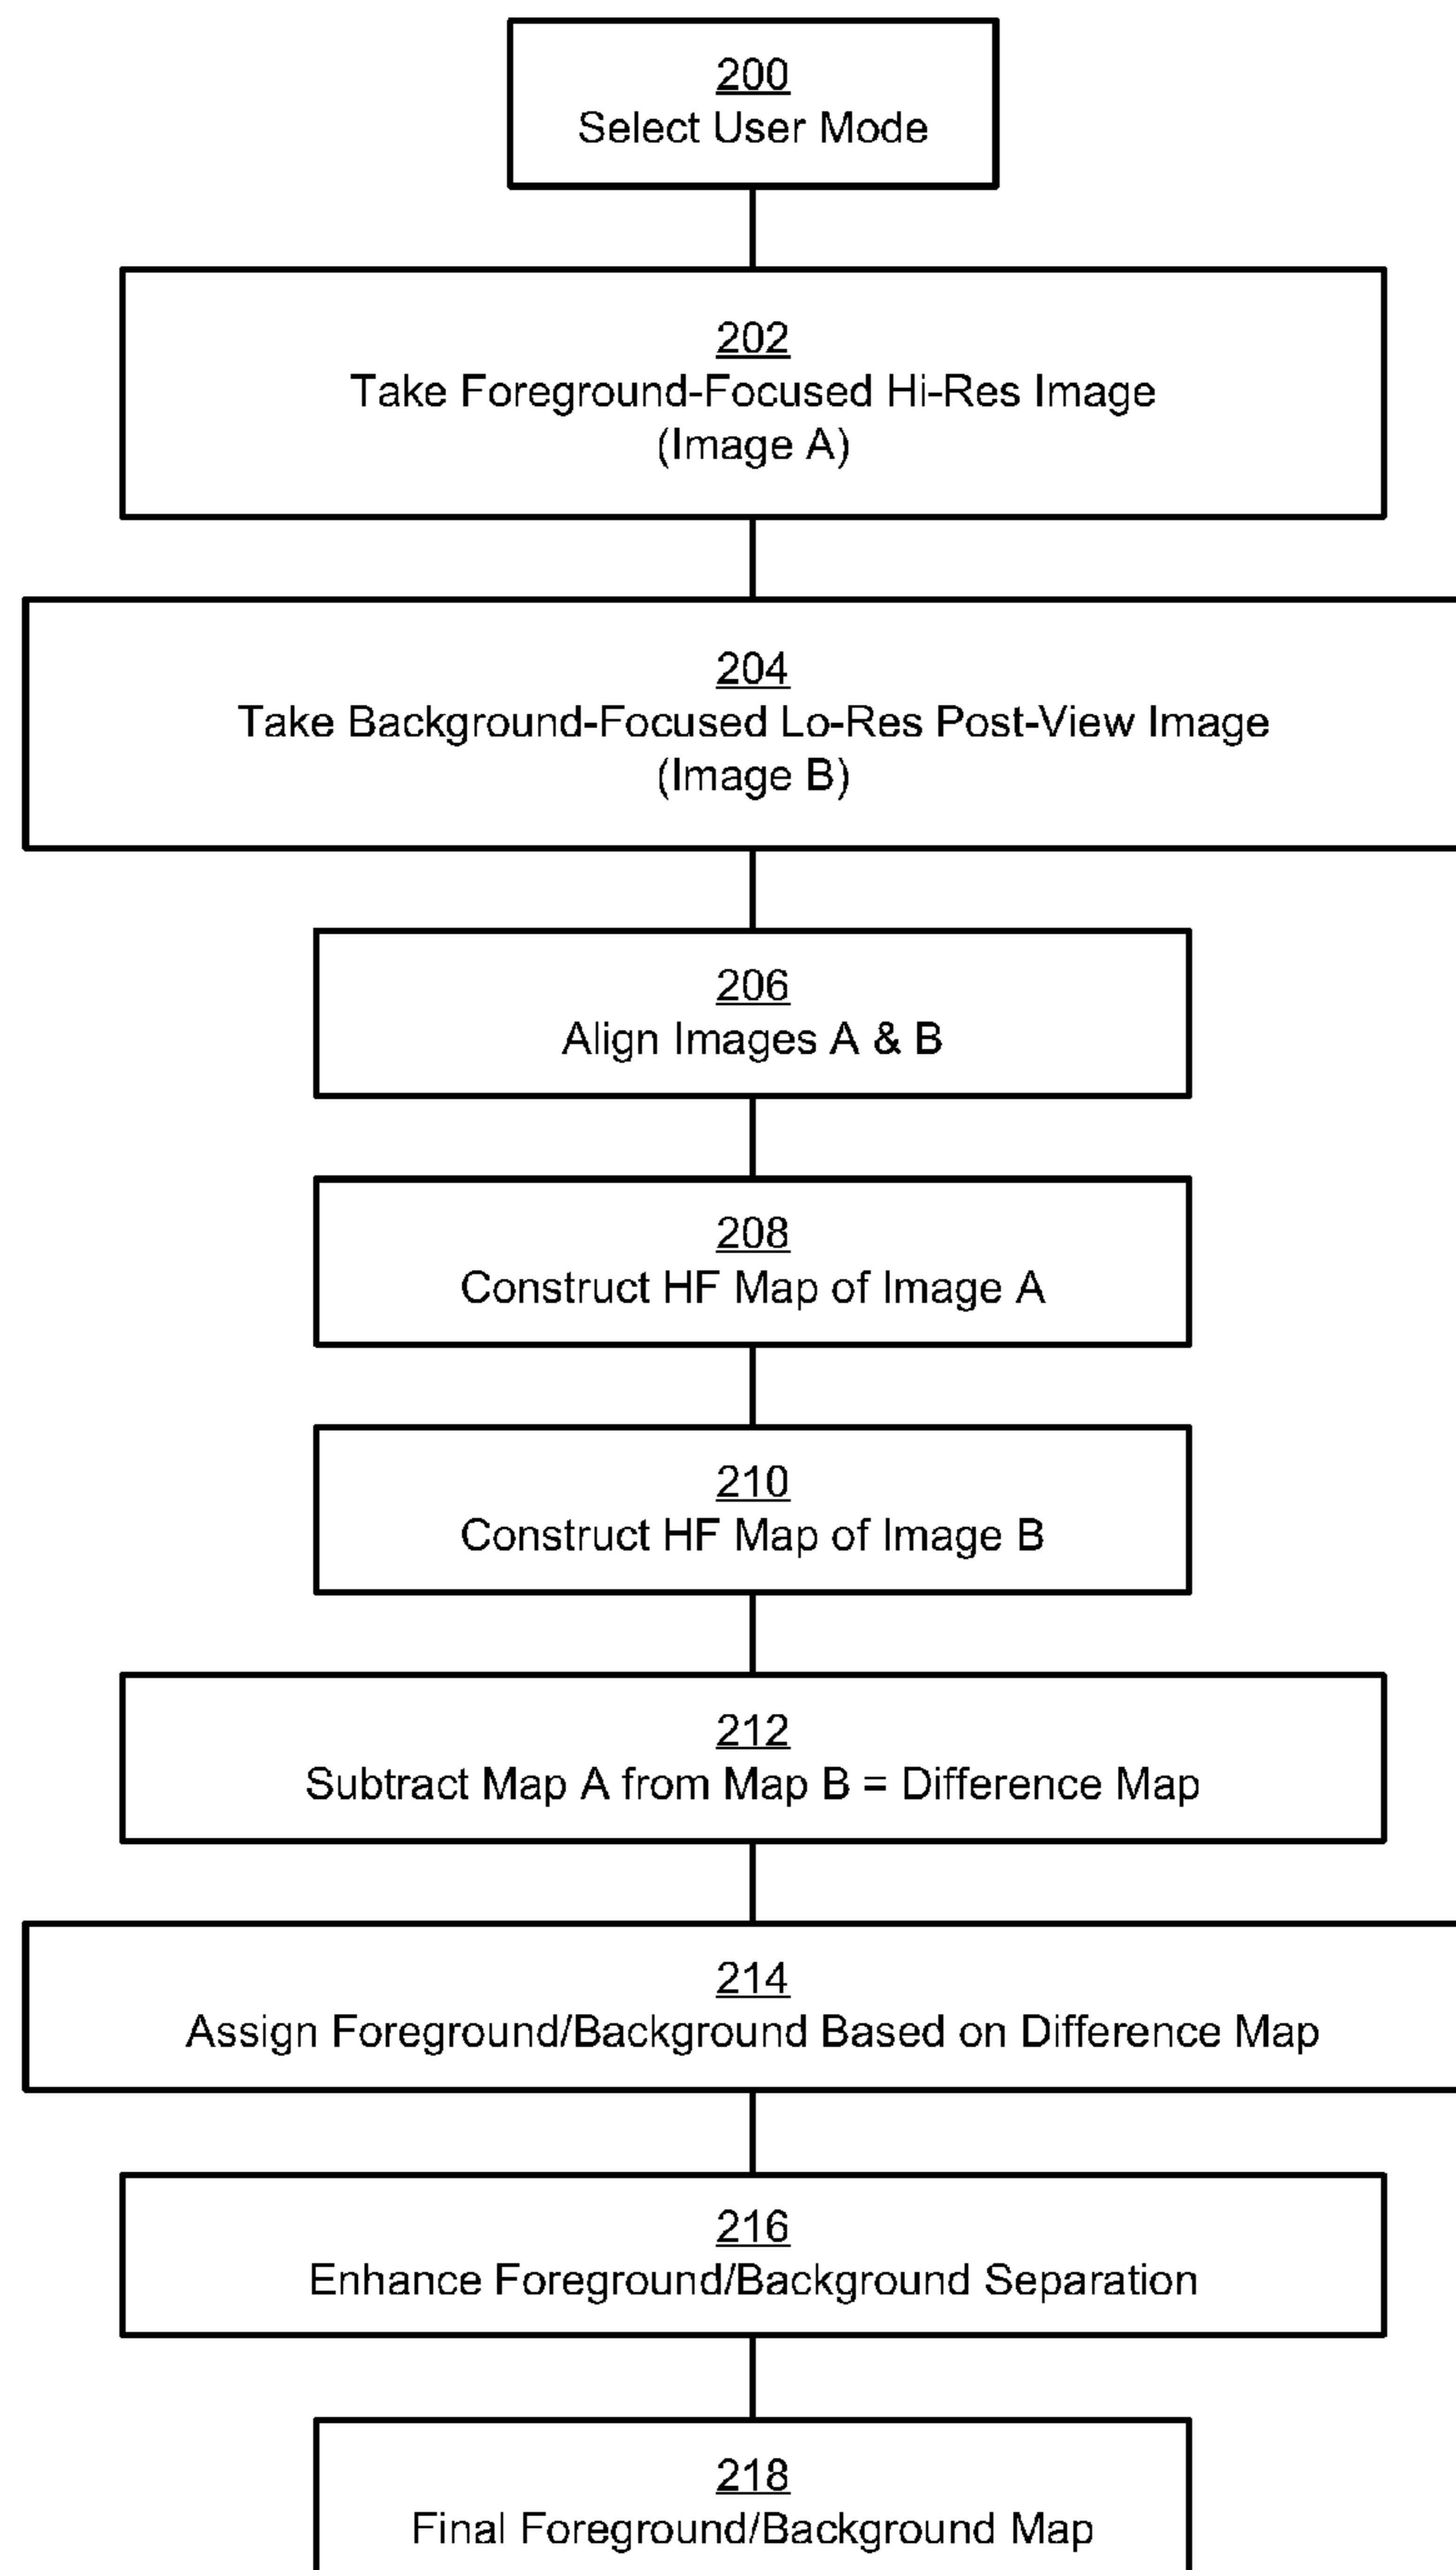 200
Select User Mode
202
Take Foreground-Focused Hi-Res Image
(Image A)
204
Take Background-Focused Lo-Res Post-View Image
(Image B)
206
Align Images A & B
208
Construct HF Map of Image A
210
Construct HF Map of Image B
212
Subtract Map A from Map B = Difference Map
214
Assign Foreground/Background Based on Difference Map
216
Enhance Foreground/Background Separation
218
Final Foreground/Background Map